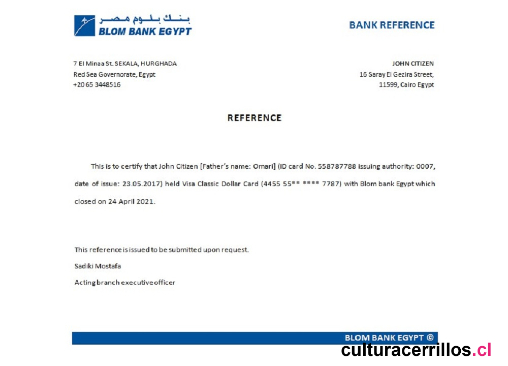 بنك بلوم مصر
BLOM BANK EGYPT
BANK REFERENCE
7 El Minaa St. SEKALA, HURGHADA
Red Sea Governorate, Egypt
+20 65 3448516
JOHN CITIZEN
16 Saray El Gezira Street,
11599, Cairo Egypt
REFERENCE
This is to certify that John Citizen [Father's name: Omari] (ID card No. 558787788 issuing authority: 0097,
date of issue: 23.05.2017) held Visa Classic Dollar Card (4455 55** **** 7787) with Blom bank Egypt which
closed on 24 April 2021.
This reference is issued to be submitted upon request.
Sadiki Mostafa
Acting branch executive officer
BLOM BANK EGYPT ©
culturacerrillos.cl